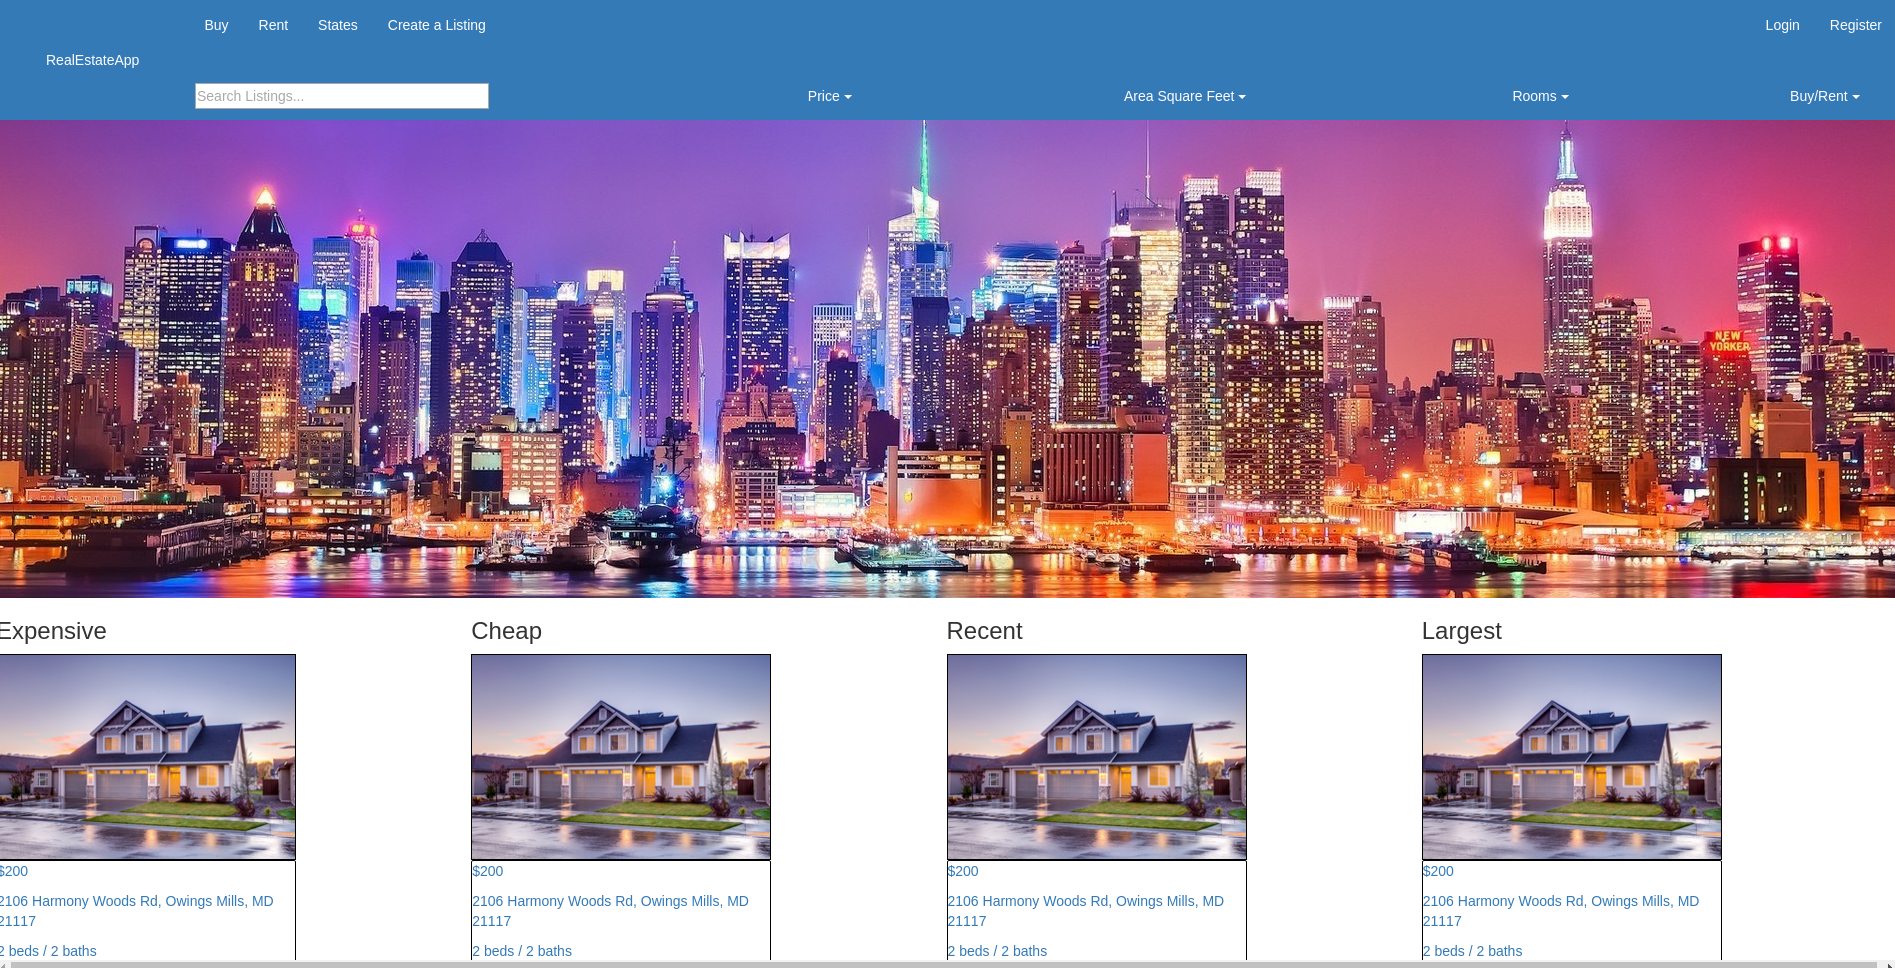 Buy Rent States Create a Listing Login Register
RealEstateApp
Search Listings... Price Area Square Feet Rooms Buy/Rent
NEW
YORKER
Expensive Cheap Recent Largest
$200 $200 $200 $200
2106 Harmony Woods Rd, Owings Mills, MD 2106 Harmony Woods Rd, Owings Mills, MD 2106 Harmony Woods Rd, Owings Mills, MD 2106 Harmony Woods Rd, Owings Mills, MD
21117 21117 21117 21117
2 beds / 2 baths 2 beds / 2 baths 2 beds / 2 baths 2 beds / 2 baths